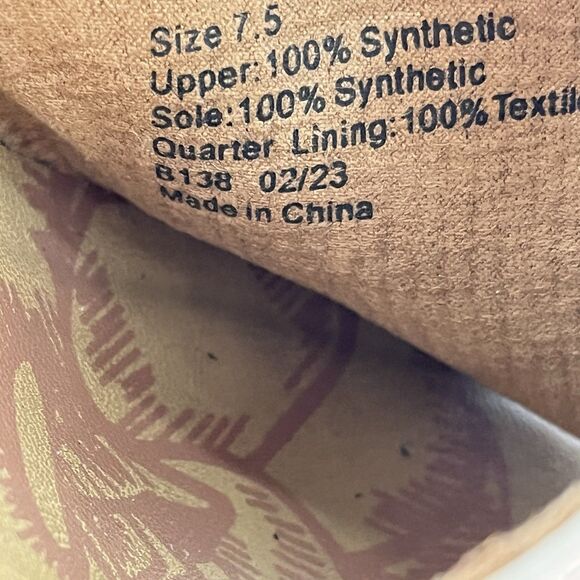 Size 7.5
Upper:100% Synthetic
Sole:100% Synthetic
Quarter Lining:100% Textile
B138 02/23
Made in China